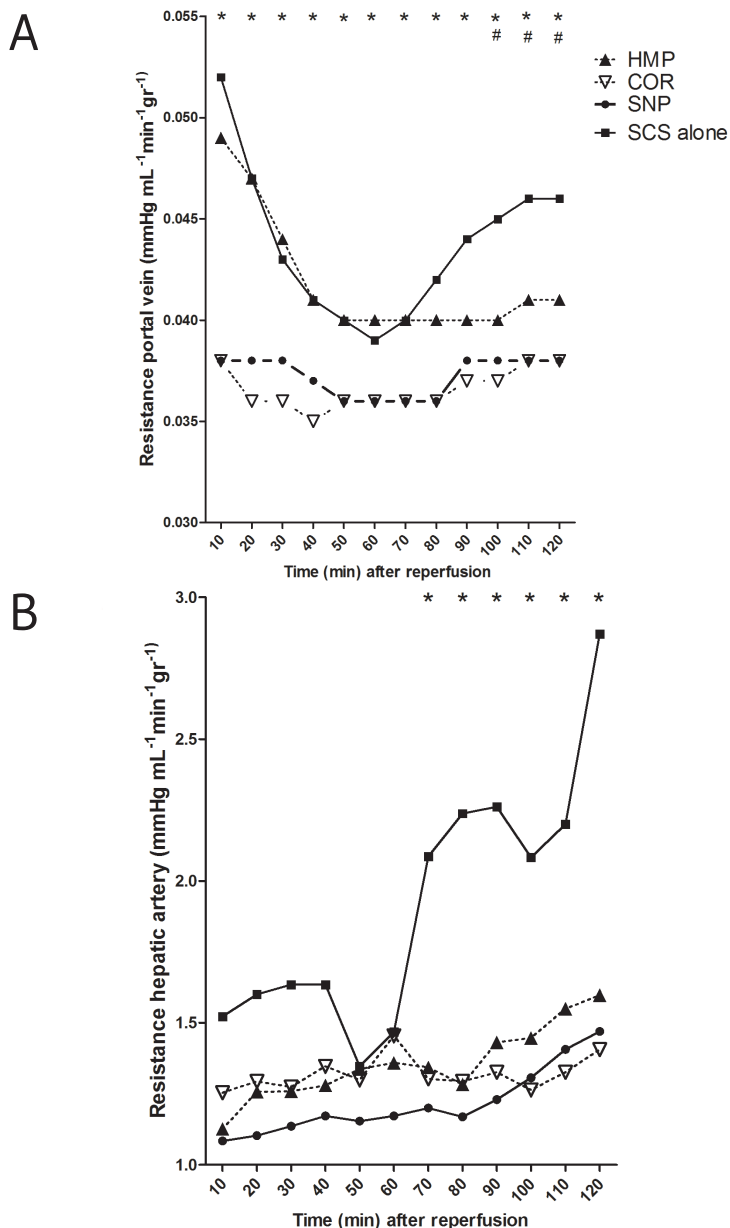 A
* * * * * * * * * * * *
# # #
0.055
0.050
0.045
0.040
0.035
0.030
Resistance portal vein (mmHg mL⁻¹min⁻¹gr⁻¹)
10 20 30 40 50 60 70 80 90 100 110 120
Time (min) after reperfusion
HMP
COR
SNP
SCS alone
B
* * * * * *
3.0
2.5
2.0
1.5
1.0
Resistance hepatic artery (mmHg mL⁻¹min⁻¹gr⁻¹)
10 20 30 40 50 60 70 80 90 100 110 120
Time (min) after reperfusion